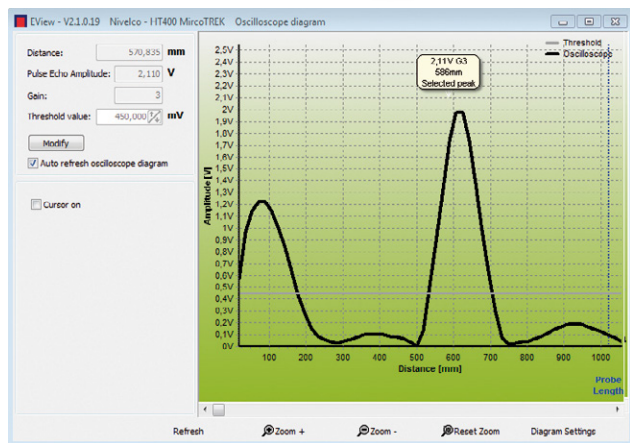 EView - V2.1.0.19 Nivelco - HT400 MircoTREK Oscilloscope diagram
Distance: 570,835 mm
Pulse Echo Amplitude: 2,110 V
Gain: 3
Threshold value: 450,000 mV
Modify
Auto refresh osciloscope diagram
Cursor on
Threshold
Osciloscope
2,11V G3
586mm
Selected peak
Amplitude [V]
2,5V
2,4V
2,3V
2,2V
2,1V
2V
1,9V
1,8V
1,7V
1,6V
1,5V
1,4V
1,3V
1,2V
1,1V
1V
0,9V
0,8V
0,7V
0,6V
0,5V
0,4V
0,3V
0,2V
0,1V
0V
100 200 300 400 500 600 700 800 900 1000
Distance [mm]
Probe
Length
Refresh Zoom + Zoom - Reset Zoom Diagram Settings